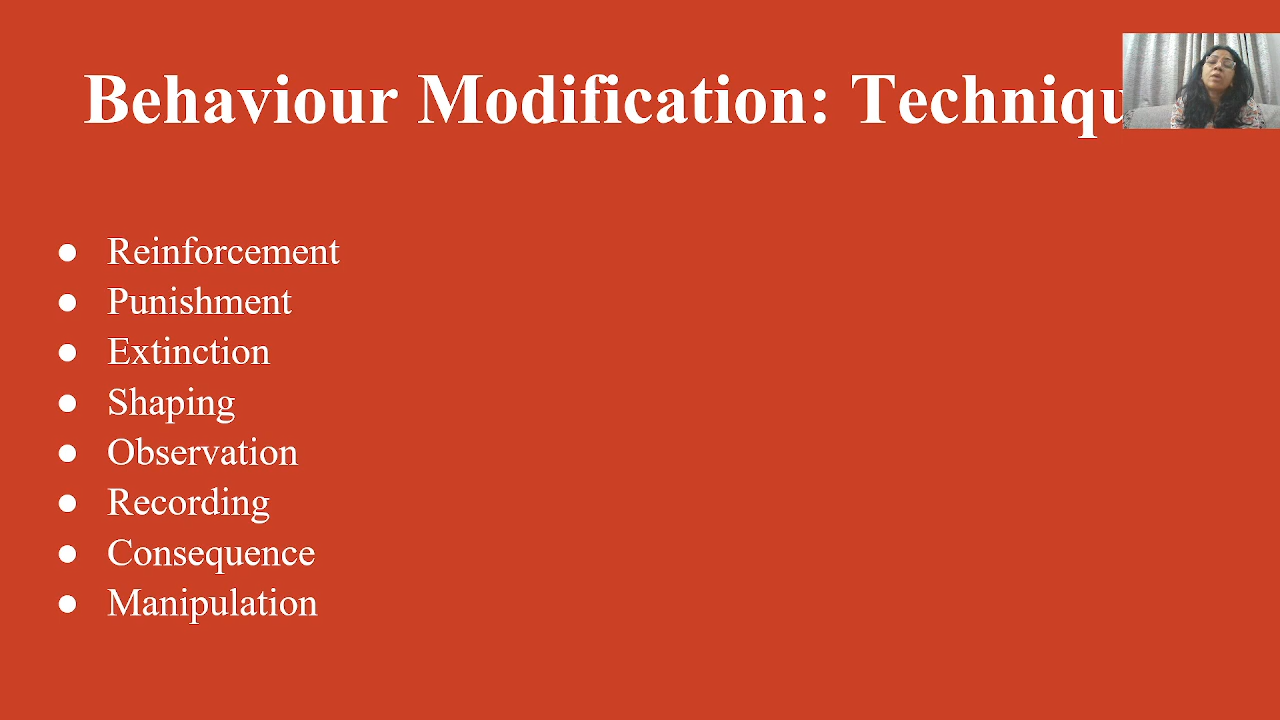 Behaviour Modification: Techniqu
● Reinforcement
● Punishment
● Extinction
● Shaping
● Observation
● Recording
● Consequence
● Manipulation